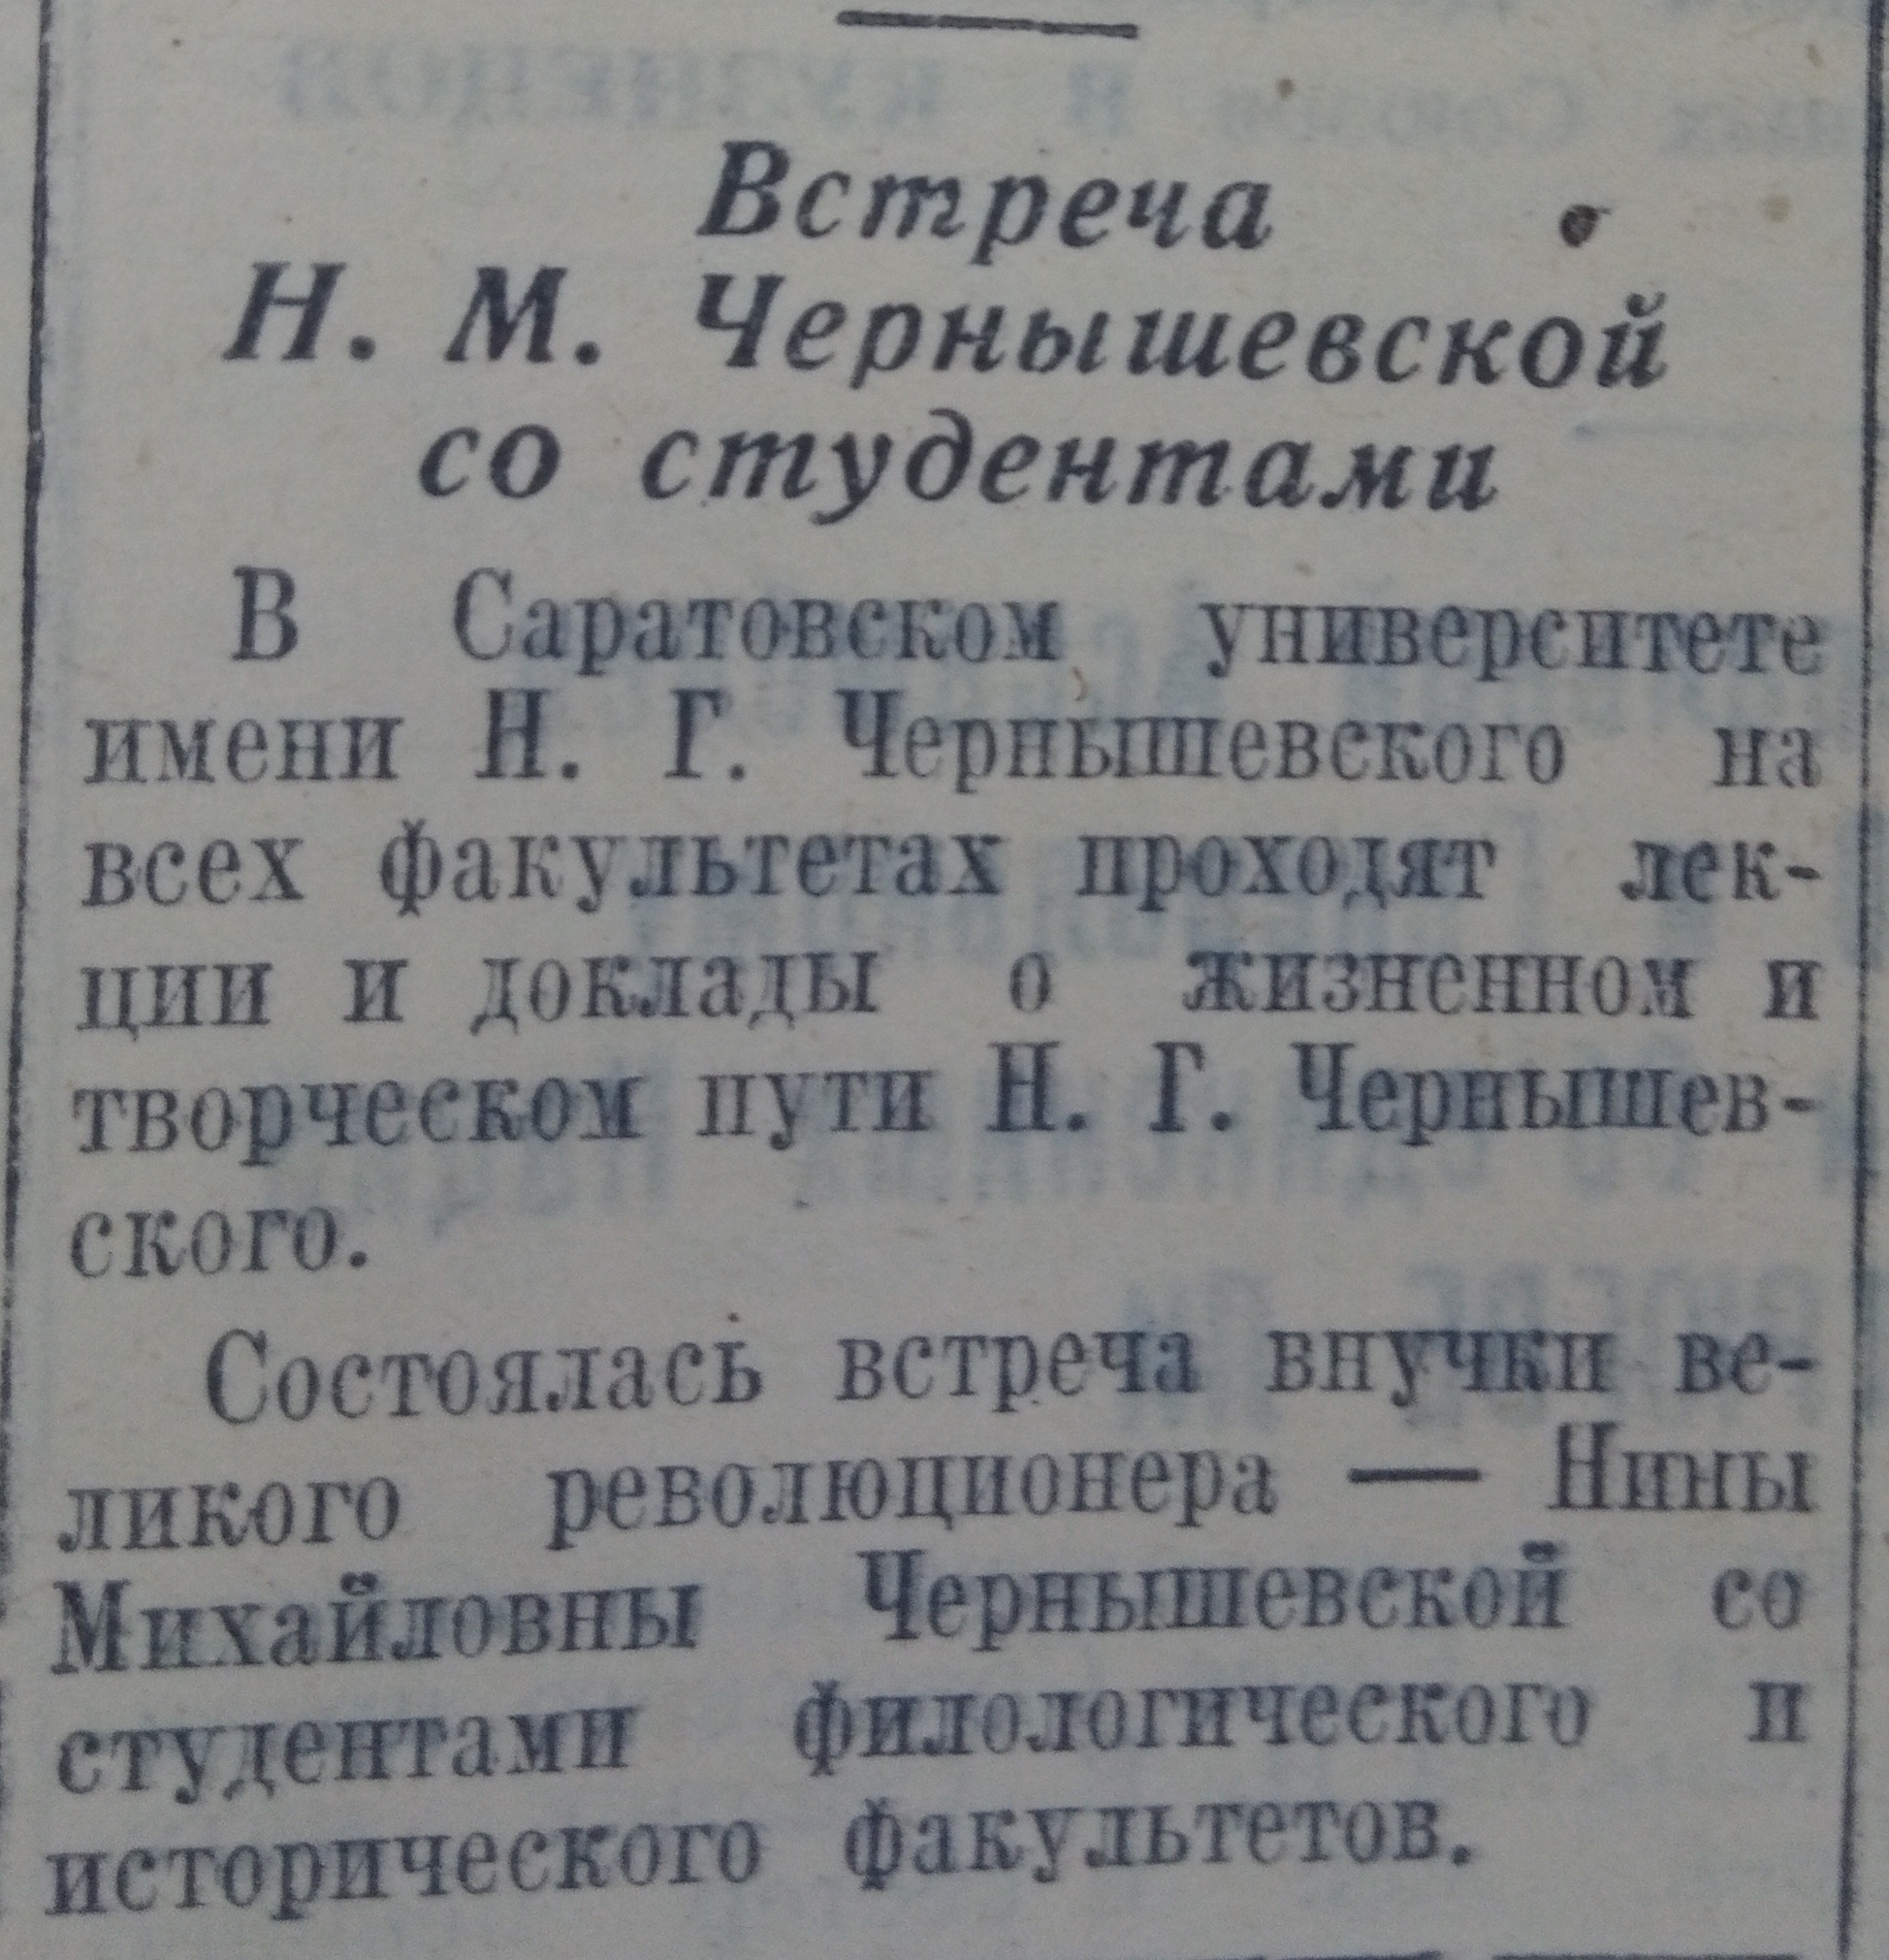 Встреча
Н. М. Чернышевской
со студентами
В Саратовском университете
имени Н. Г. Чернышевского на
всех факультетах проходят лек-
ции и доклады о жизненном и
творческом пути Н. Г. Чернышев-
ского.
Состоялась встреча внучки ве-
ликого революционера — Нины
Михайловны Чернышевской со
студентами филологического и
исторического факультетов.